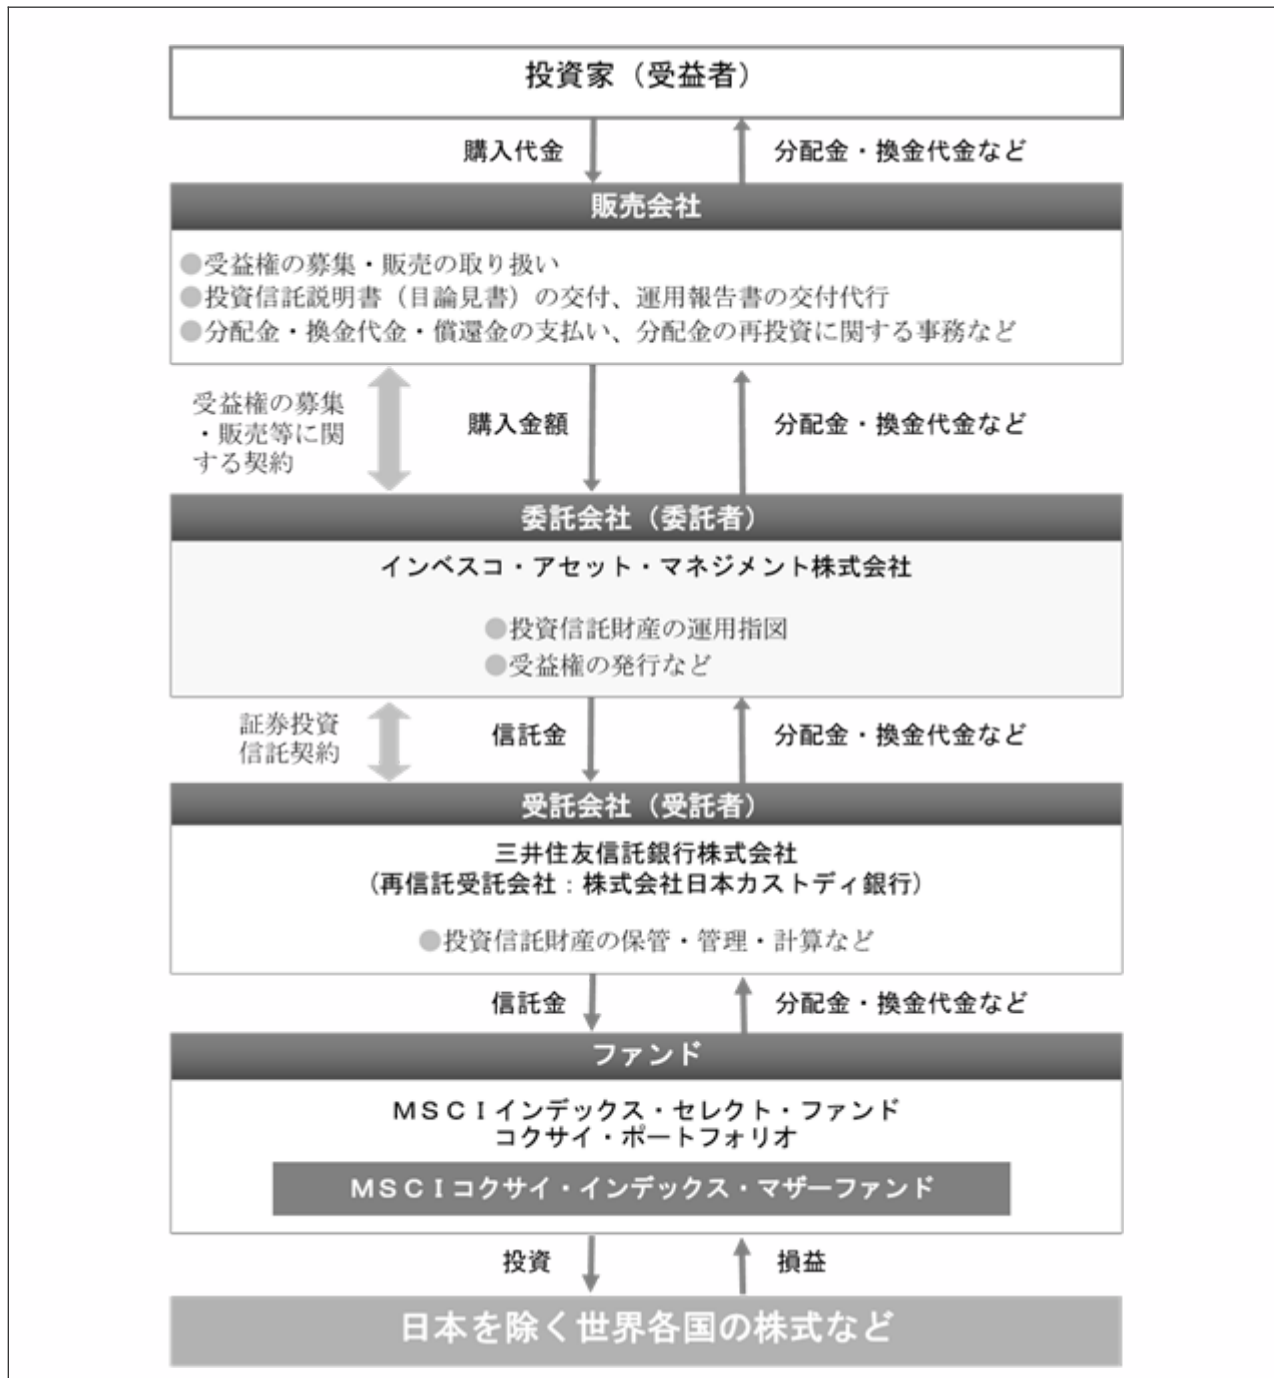 投資家（受益者）
購入代金
分配金・換金代金など
販売会社
●受益権の募集・販売の取り扱い
●投資信託説明書（目論見書）の交付、運用報告書の交付代行
●分配金・換金代金・償還金の支払い、分配金の再投資に関する事務など
受益権の募集
・販売等に関
する契約
購入金額
分配金・換金代金など
委託会社（委託者）
インベスコ・アセット・マネジメント株式会社
●投資信託財産の運用指図
●受益権の発行など
証券投資
信託契約
信託金
分配金・換金代金など
受託会社（受託者）
三井住友信託銀行株式会社
（再信託受託会社：株式会社日本カストディ銀行）
●投資信託財産の保管・管理・計算など
信託金
分配金・換金代金など
ファンド
ＭＳＣＩインデックス・セレクト・ファンド
コクサイ・ポートフォリオ
ＭＳＣＩコクサイ・インデックス・マザーファンド
投資
損益
日本を除く世界各国の株式など